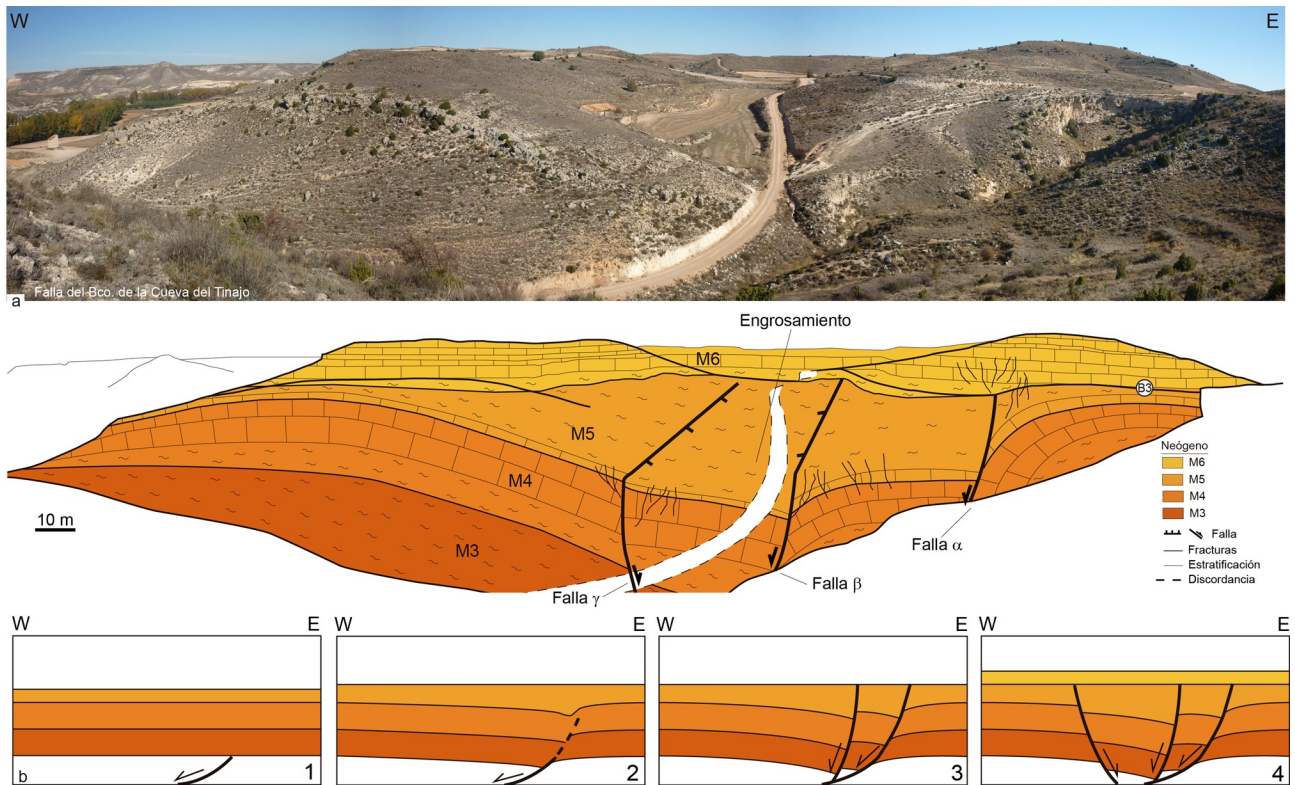 W E
Falla del Bco. de la Cueva del Tinajo
a
Engrosamiento
M6
B3
M5
M4
M3
10 m
Falla γ
Falla β
Falla α
Neógeno
M6
M5
M4
M3
Falla
Fracturas
Estratificación
Discordancia
W E
W E
W E
W E
b
1
2
3
4